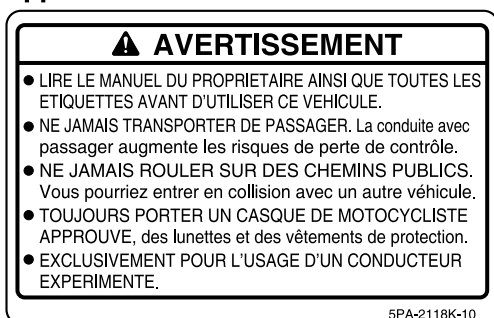 AVERTISSEMENT
● LIRE LE MANUEL DU PROPRIETAIRE AINSI QUE TOUTES LES
ETIQUETTES AVANT D'UTILISER CE VEHICULE.
● NE JAMAIS TRANSPORTER DE PASSAGER. La conduite avec
passager augmente les risques de perte de contrôle.
● NE JAMAIS ROULER SUR DES CHEMINS PUBLICS.
Vous pourriez entrer en collision avec un autre véhicule.
● TOUJOURS PORTER UN CASQUE DE MOTOCYCLISTE
APPROUVE, des lunettes et des vêtements de protection.
● EXCLUSIVEMENT POUR L'USAGE D'UN CONDUCTEUR
EXPERIMENTE.
5PA-2118K-10